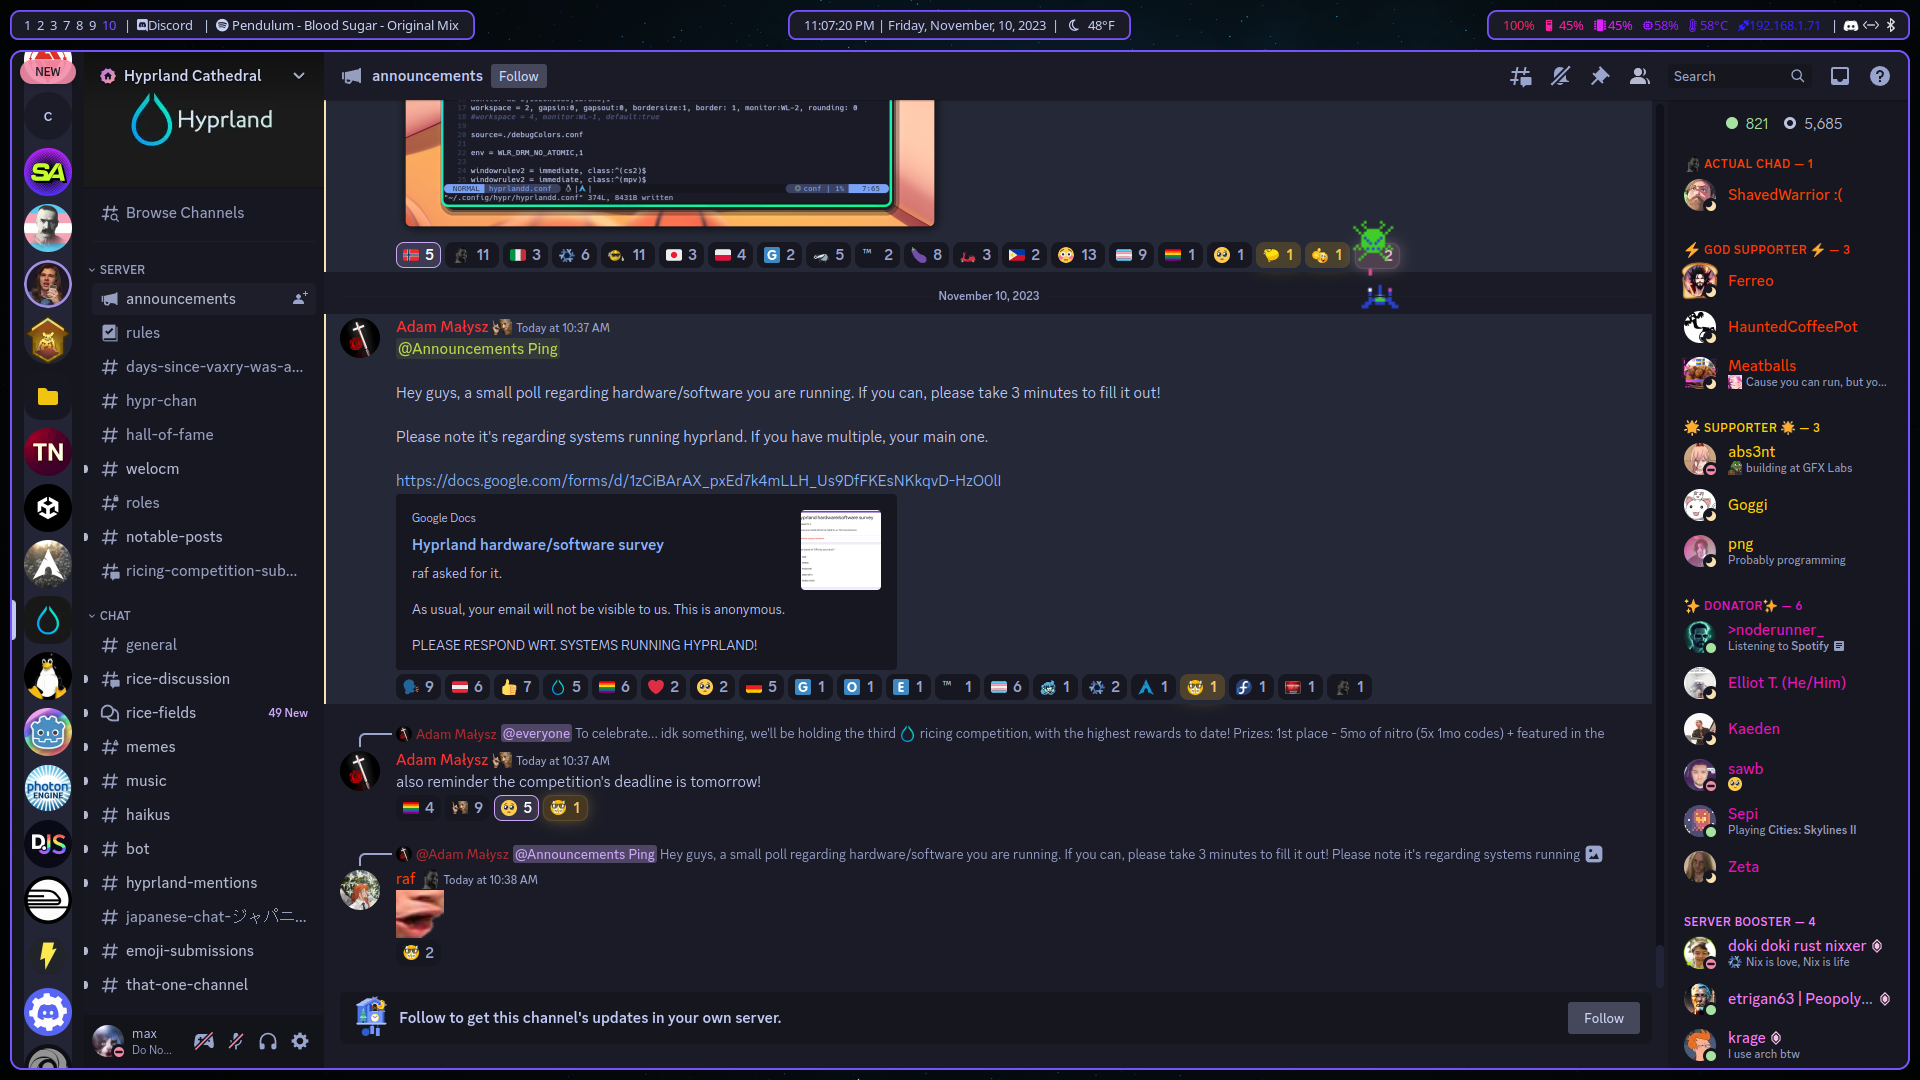 1 2 3 7 8 9 10 | Discord | Pendulum - Blood Sugar - Original Mix
11:07:20 PM | Friday, November, 10, 2023 | 48°F
100% 45% 45% 58% 58°C 192.168.1.71 |
NEW
C
SA
TN
photon
ENGINE
DJS
Hyprland Cathedral
Hyprland
Browse Channels
SERVER
announcements
rules
days-since-vaxry-was-a...
hypr-chan
hall-of-fame
welocm
roles
notable-posts
ricing-competition-sub...
CHAT
general
rice-discussion
rice-fields 49 New
memes
music
haikus
bot
hyprland-mentions
japanese-chat-ジャパニ...
emoji-submissions
that-one-channel
max
Do No...
announcements Follow
Search
17 workspace = 2, gapsin:0, gapsout:0, bordersize:1, border: 1, monitor:WL-2, rounding: 0
18 #workspace = 4, monitor:WL-1, default:true
19
20 source=./debugColors.conf
21
22 env = WLR_DRM_NO_ATOMIC,1
23
24 windowrulev2 = immediate, class:^(cs2)$
25 windowrulev2 = immediate, class:^(mpv)$
NORMAL hyprlandd.conf conf | 1% 7:65
"~/.config/hypr/hyprlandd.conf" 374L, 8431B written
5 11 3 6 11 3 4 G 2 5 ™ 2 8 3 2 13 9 1 1 1 1 2
November 10, 2023
Adam Małysz Today at 10:37 AM
@Announcements Ping
Hey guys, a small poll regarding hardware/software you are running. If you can, please take 3 minutes to fill it out!
Please note it's regarding systems running hyprland. If you have multiple, your main one.
https://docs.google.com/forms/d/1zCiBArAX_pxEd7k4mLLH_Us9DfFKEsNKkqvD-HzO0lI
Google Docs
Hyprland hardware/software survey
raf asked for it.
As usual, your email will not be visible to us. This is anonymous.
PLEASE RESPOND WRT. SYSTEMS RUNNING HYPRLAND!
9 6 7 5 6 2 2 5 G 1 O 1 E 1 ™ 1 6 1 2 1 1 1 1 1
Adam Małysz @everyone To celebrate... idk something, we'll be holding the third ricing competition, with the highest rewards to date! Prizes: 1st place - 5mo of nitro (5x 1mo codes) + featured in the
Adam Małysz Today at 10:37 AM
also reminder the competition's deadline is tomorrow!
4 9 5 1
@Adam Małysz @Announcements Ping Hey guys, a small poll regarding hardware/software you are running. If you can, please take 3 minutes to fill it out! Please note it's regarding systems running
raf Today at 10:38 AM
2
Follow to get this channel's updates in your own server.
Follow
821 5,685
ACTUAL CHAD — 1
ShavedWarrior :(
GOD SUPPORTER — 3
Ferreo
HauntedCoffeePot
Meatballs
Cause you can run, but yo...
SUPPORTER — 3
abs3nt
building at GFX Labs
Goggi
png
Probably programming
DONATOR — 6
>noderunner_
Listening to Spotify
Elliot T. (He/Him)
Kaeden
sawb
Sepi
Playing Cities: Skylines II
Zeta
SERVER BOOSTER — 4
doki doki rust nixxer
Nix is love, Nix is life
etrigan63 | Peopoly...
krage
I use arch btw